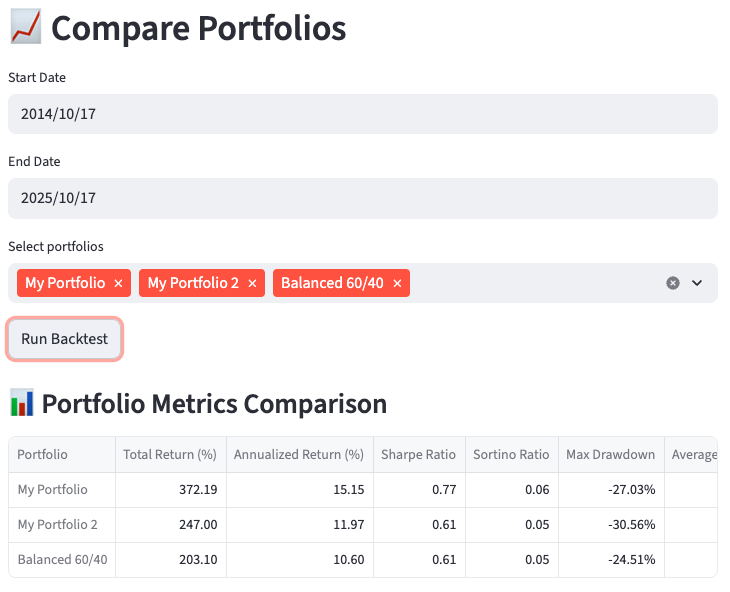 Compare Portfolios
Start Date
2014/10/17
End Date
2025/10/17
Select portfolios
My Portfolio × My Portfolio 2 × Balanced 60/40 ×
Run Backtest
Portfolio Metrics Comparison
Portfolio Total Return (%) Annualized Return (%) Sharpe Ratio Sortino Ratio Max Drawdown Average
My Portfolio 372.19 15.15 0.77 0.06 -27.03%
My Portfolio 2 247.00 11.97 0.61 0.05 -30.56%
Balanced 60/40 203.10 10.60 0.61 0.05 -24.51%